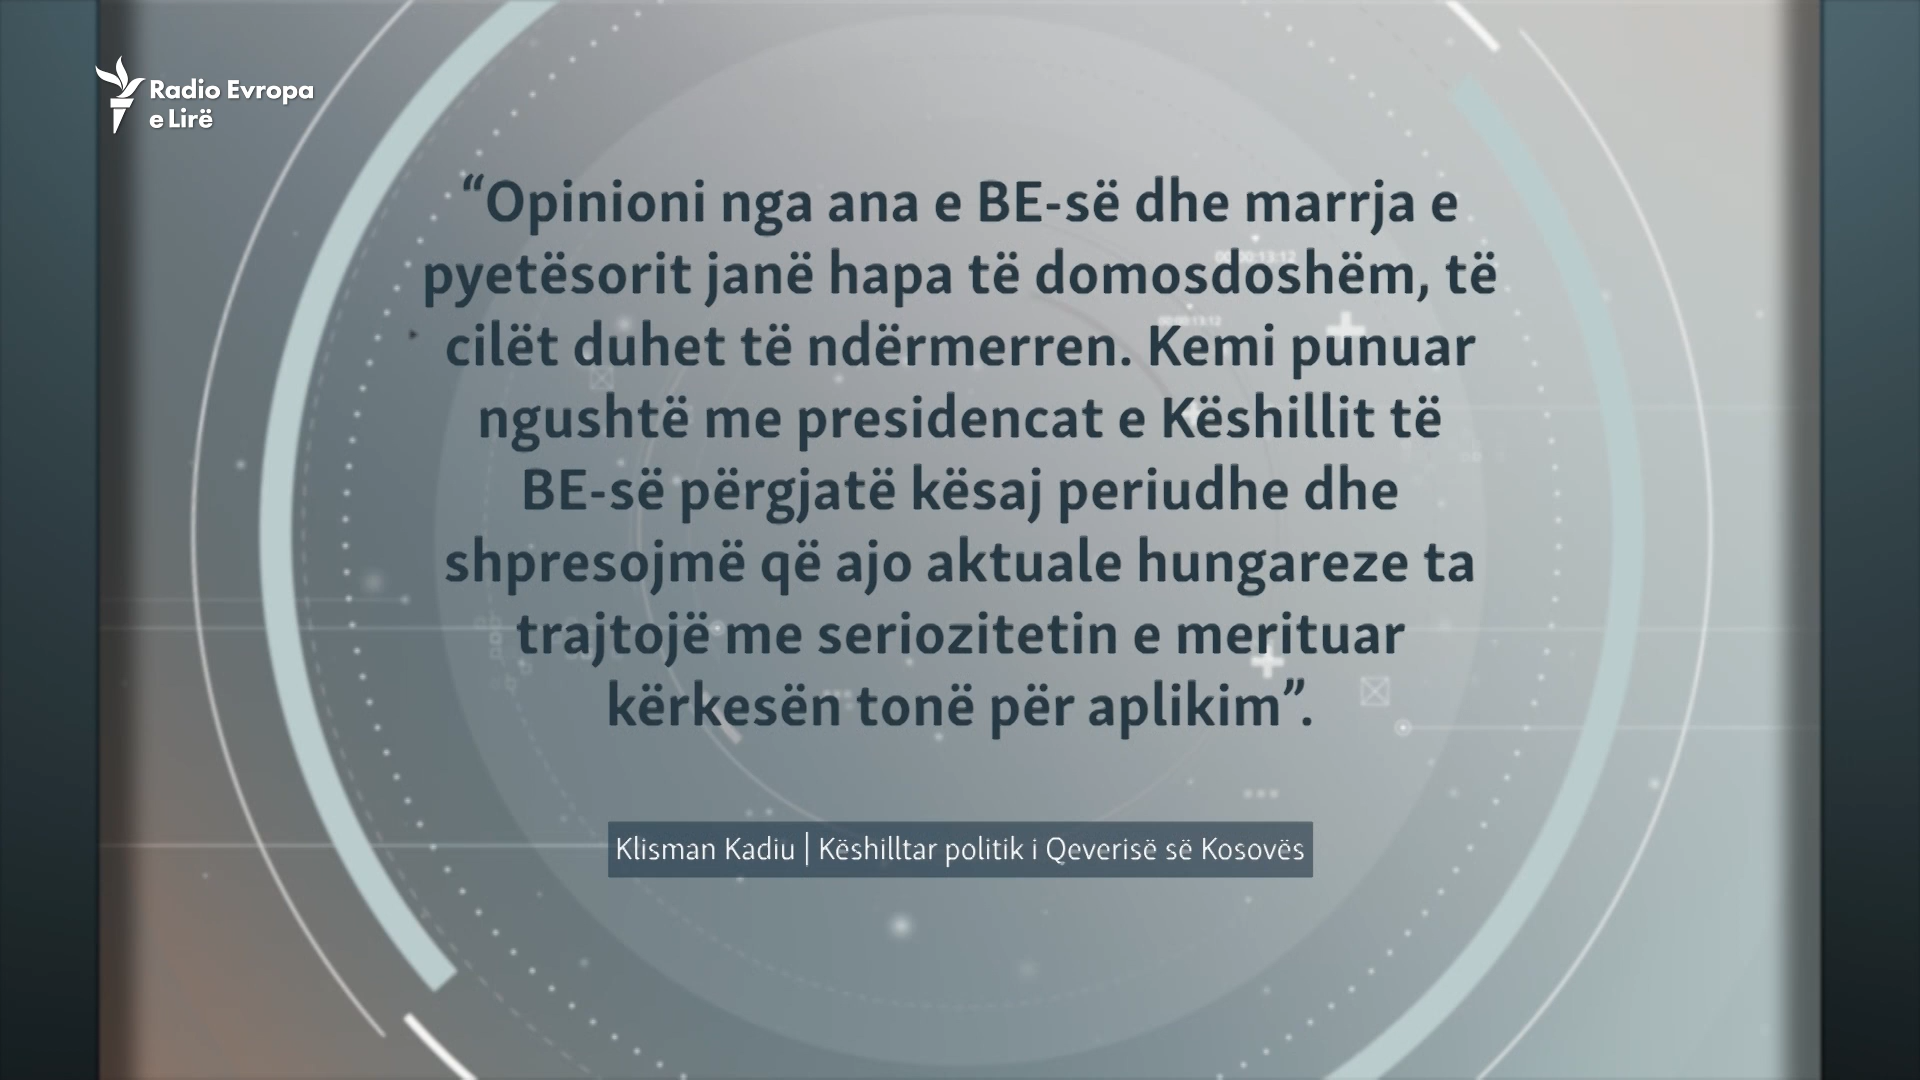 Radio Evropa
e Lirë
“Opinioni nga ana e BE-së dhe marrja e
pyetësorit janë hapa të domosdoshëm, të
cilët duhet të ndërmerren. Kemi punuar
ngushtë me presidencat e Këshillit të
BE-së përgjatë kësaj periudhe dhe
shpresojmë që ajo aktuale hungareze ta
trajtojë me seriozitetin e merituar
kërkesën tonë për aplikim”.
Klisman Kadiu | Këshilltar politik i Qeverisë së Kosovës